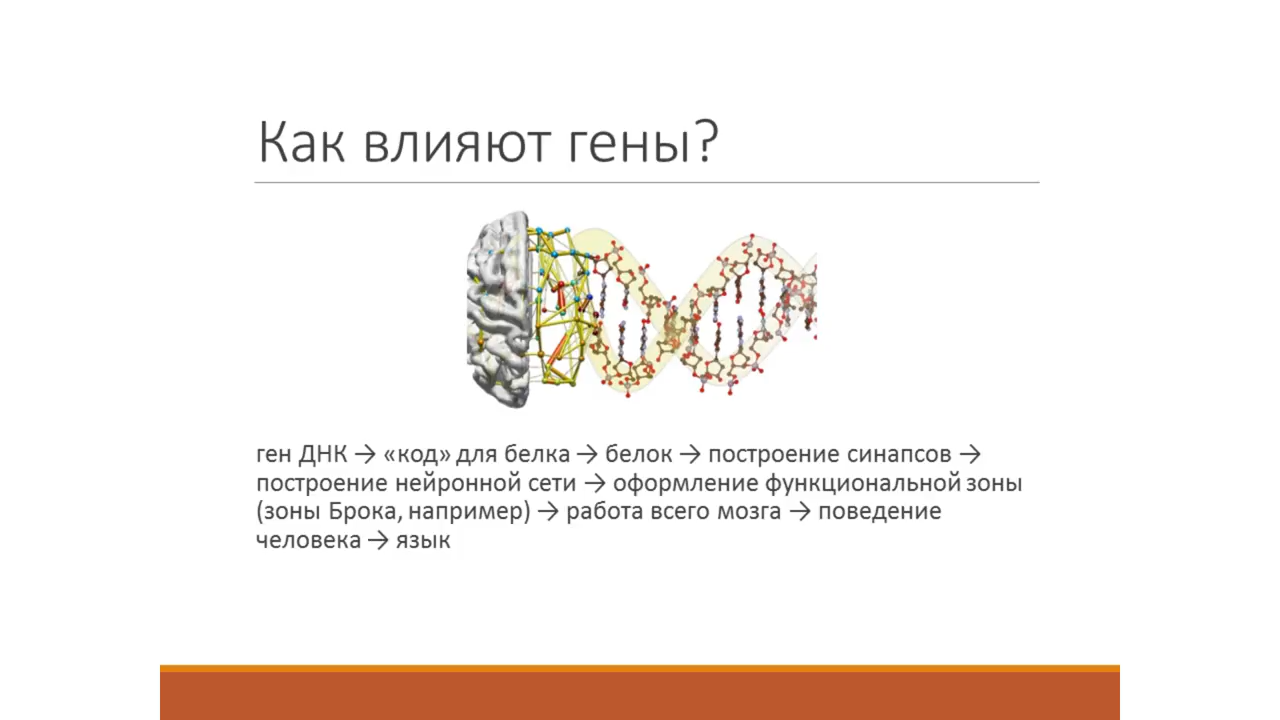 Как влияют гены?
ген ДНК → «код» для белка → белок → построение синапсов →
построение нейронной сети → оформление функциональной зоны
(зоны Брока, например) → работа всего мозга → поведение
человека → язык